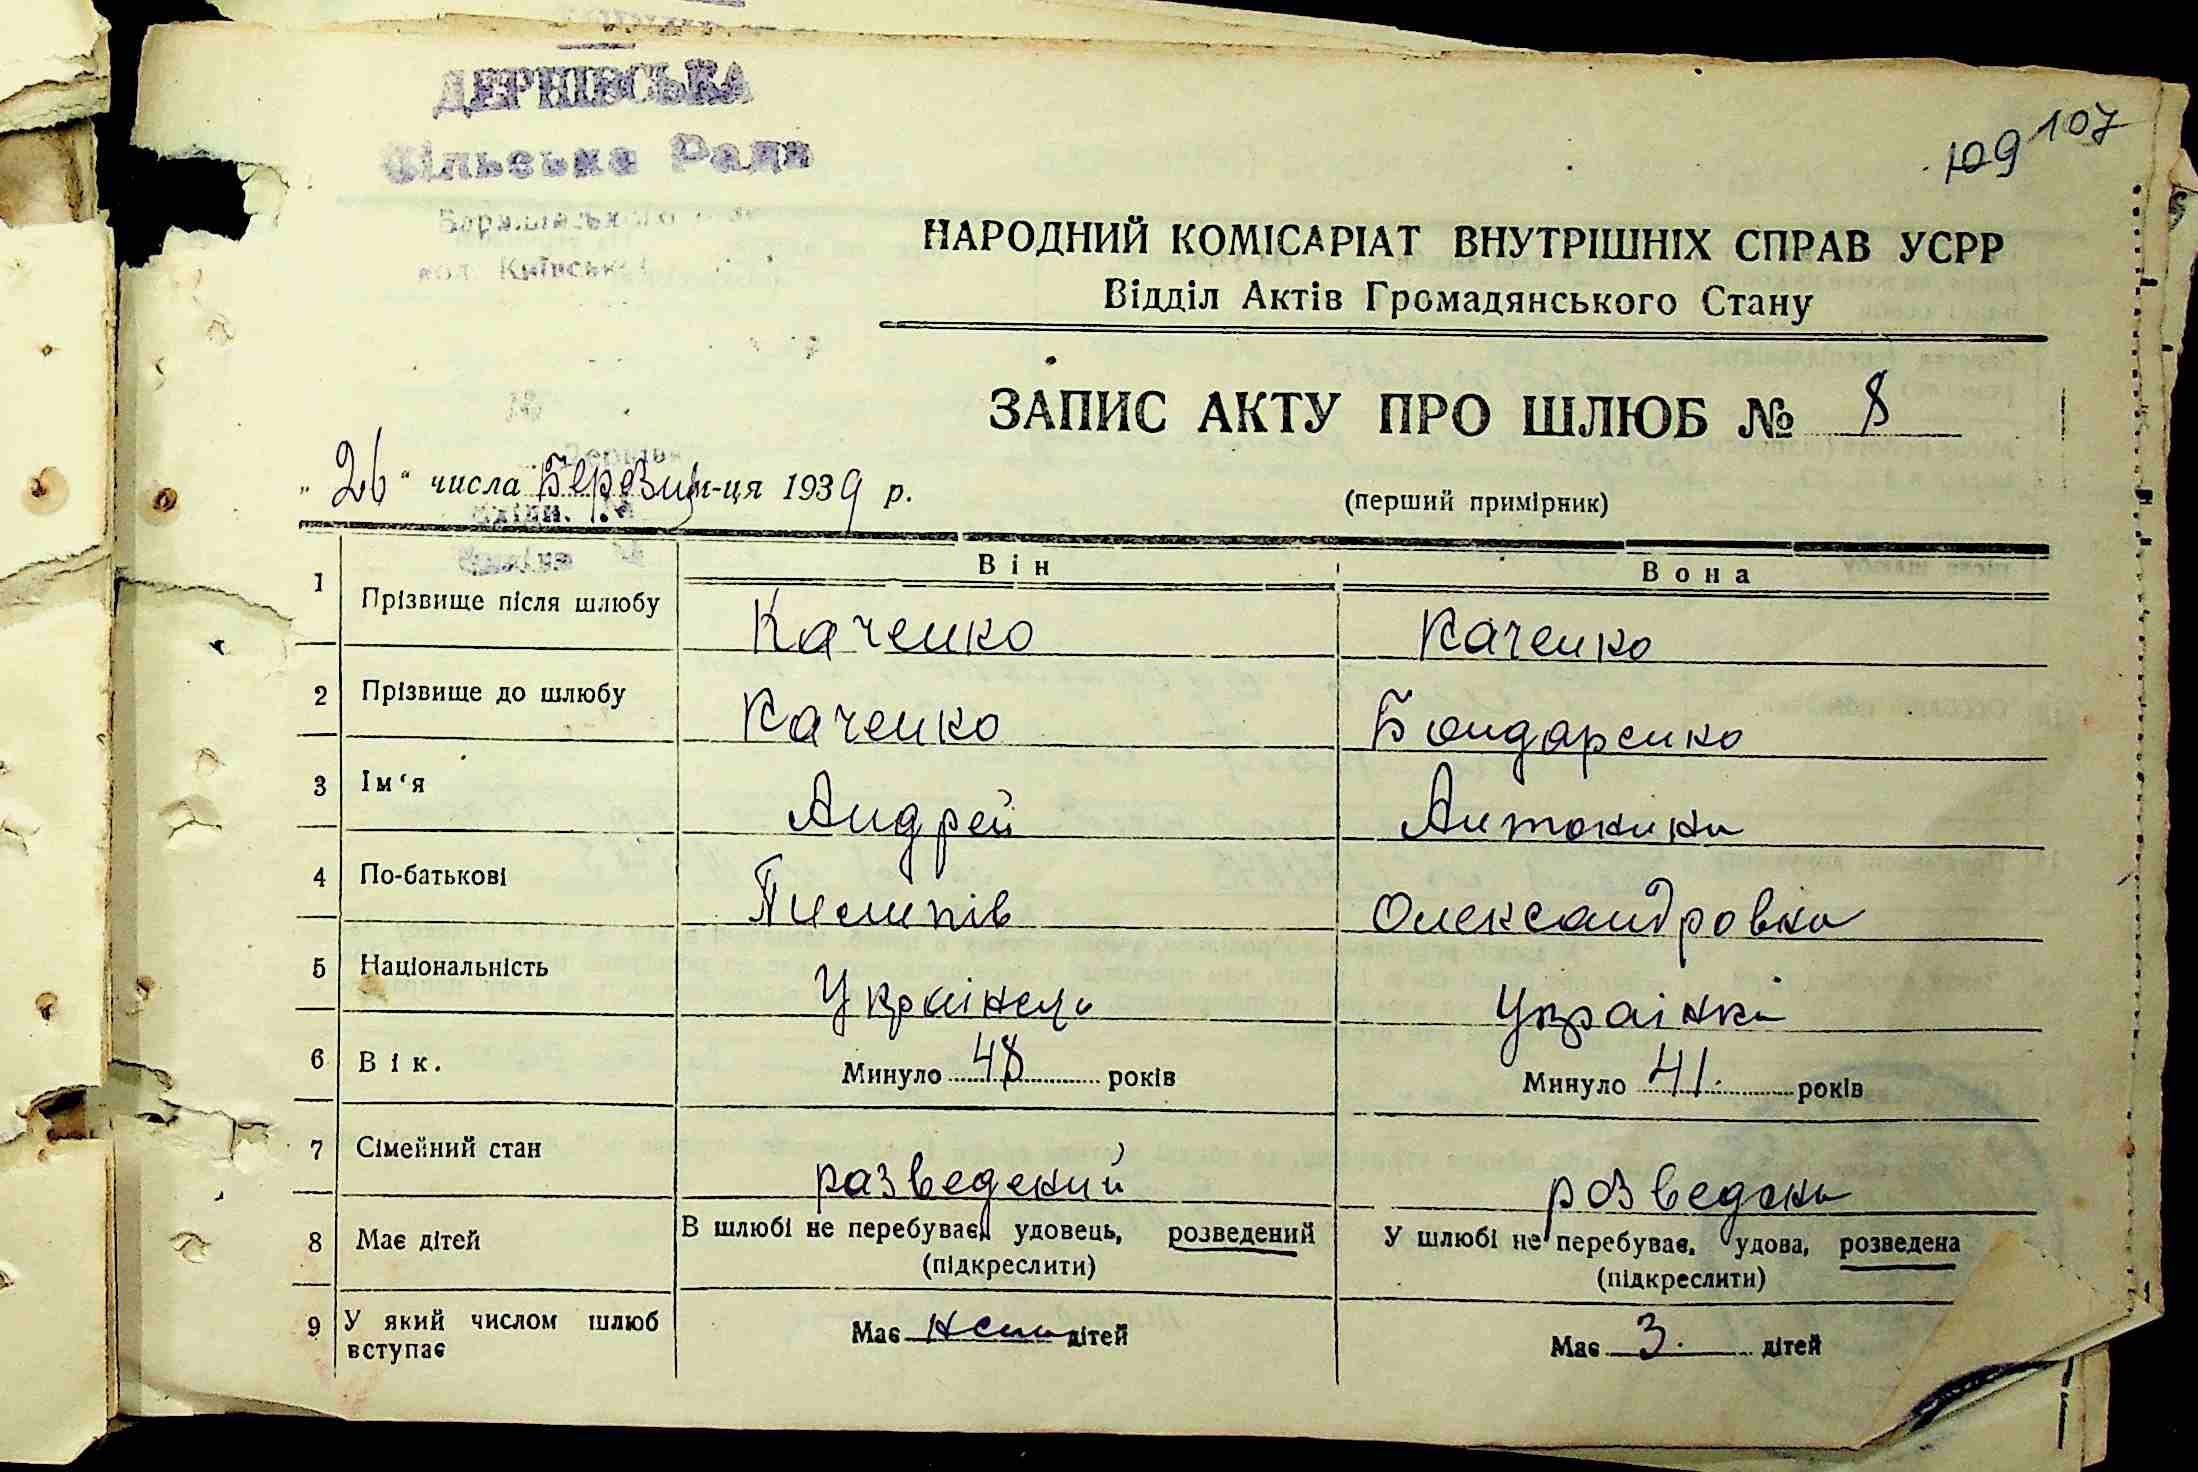 ДЕРНІВСЬКА
Сільська Рада
Київської
109 107
НАРОДНИЙ КОМІСАРІАТ ВНУТРІШНІХ СПРАВ УСРР
Відділ Актів Громадянського Стану
ЗАПИС АКТУ ПРО ШЛЮБ № 8
„26“ числа Березня м-ця 1939 р.
(перший примірник)
Він Вона
1 Прізвище після шлюбу Каченко Каченко
2 Прізвище до шлюбу Каченко Бондаренко
3 Ім‘я Андрей Антонина
4 По-батькові Пилипів Олександровна
5 Національність Українець Українка
6 Вік. Минуло 48 років Минуло 41. років
7 Сімейний стан разведений розведена
8 Має дітей В шлюбі не перебуває, удовець, розведений У шлюбі не перебуває, удова, розведена
(підкреслити) (підкреслити)
9 У який числом шлюб вступає Має нема дітей Має 3. дітей